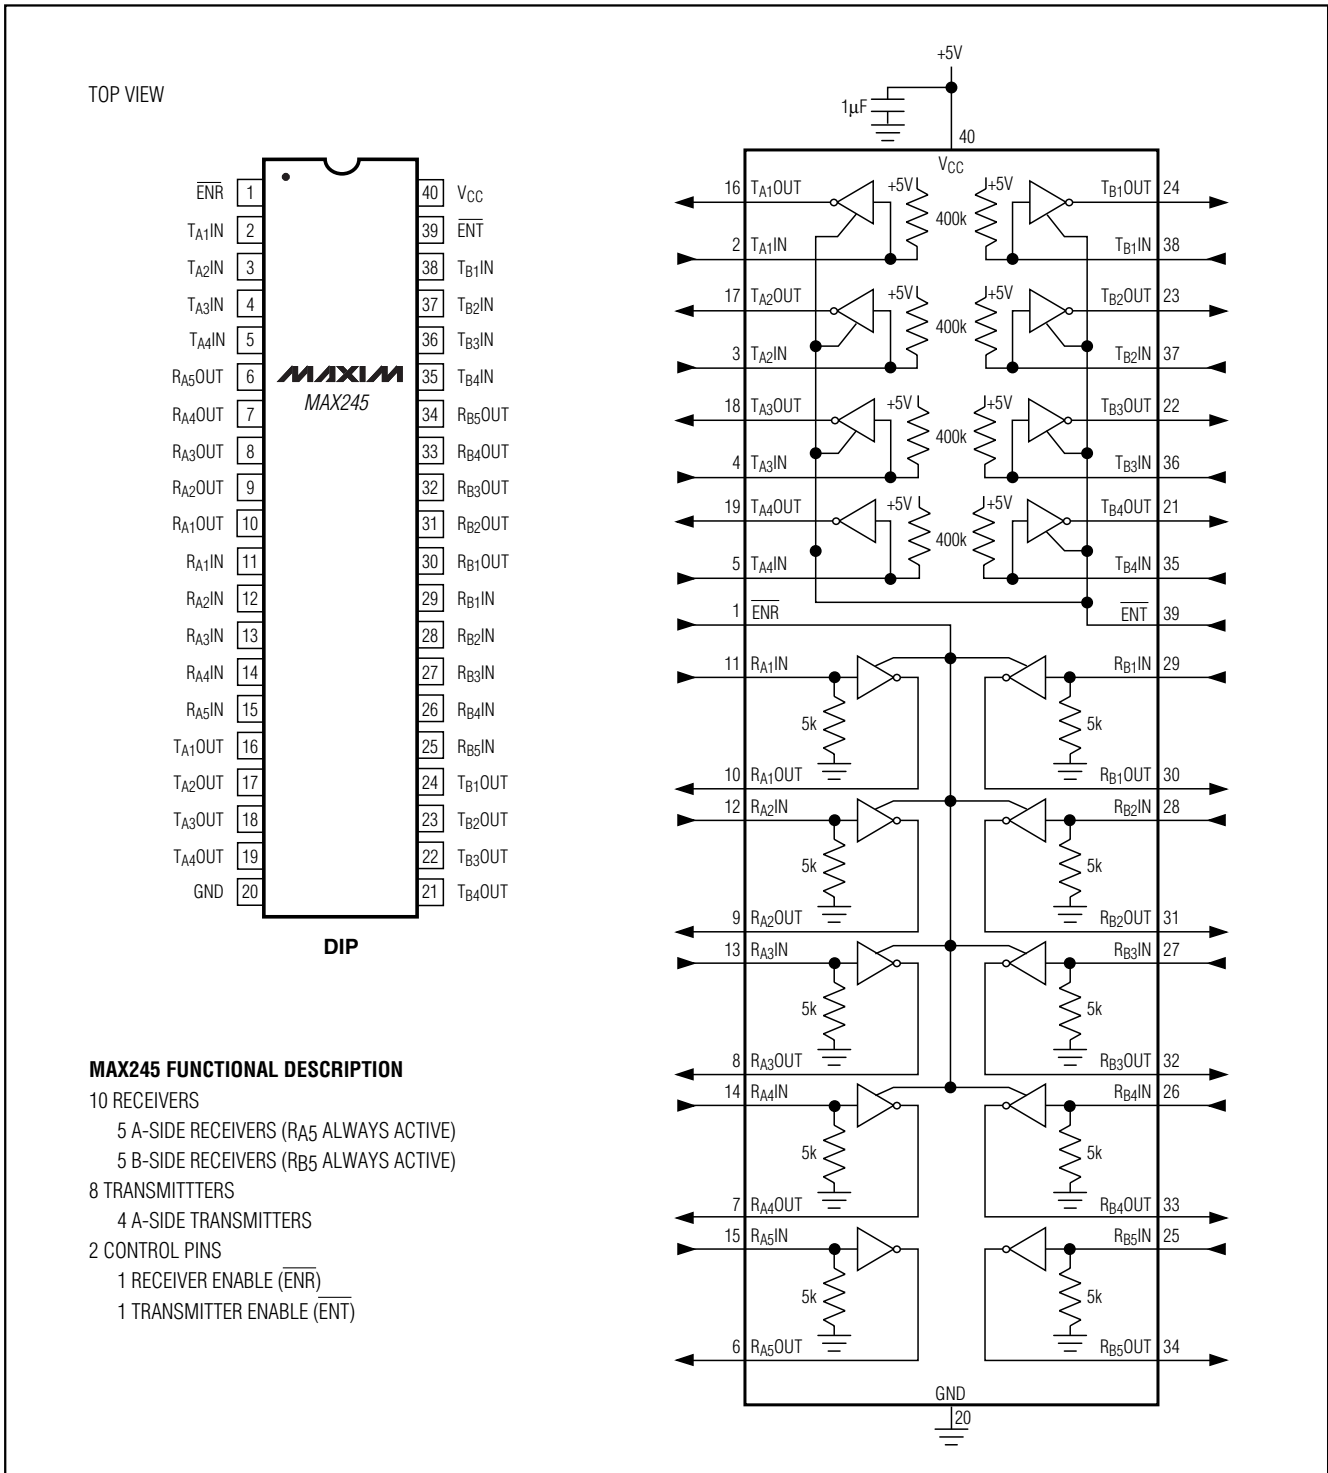 TOP VIEW
ENR 1
TA1IN 2
TA2IN 3
TA3IN 4
TA4IN 5
RA5OUT 6
RA4OUT 7
RA3OUT 8
RA2OUT 9
RA1OUT 10
RA1IN 11
RA2IN 12
RA3IN 13
RA4IN 14
RA5IN 15
TA1OUT 16
TA2OUT 17
TA3OUT 18
TA4OUT 19
GND 20
MAXIM
MAX245
40 VCC
39 ENT
38 TB1IN
37 TB2IN
36 TB3IN
35 TB4IN
34 RB5OUT
33 RB4OUT
32 RB3OUT
31 RB2OUT
30 RB1OUT
29 RB1IN
28 RB2IN
27 RB3IN
26 RB4IN
25 RB5IN
24 TB1OUT
23 TB2OUT
22 TB3OUT
21 TB4OUT
DIP
MAX245 FUNCTIONAL DESCRIPTION
10 RECEIVERS
5 A-SIDE RECEIVERS (RA5 ALWAYS ACTIVE)
5 B-SIDE RECEIVERS (RB5 ALWAYS ACTIVE)
8 TRANSMITTTERS
4 A-SIDE TRANSMITTERS
2 CONTROL PINS
1 RECEIVER ENABLE (ENR)
1 TRANSMITTER ENABLE (ENT)
+5V
1µF
40
VCC
16 TA1OUT +5V +5V TB1OUT 24
400k
2 TA1IN TB1IN 38
17 TA2OUT +5V +5V TB2OUT 23
400k
3 TA2IN TB2IN 37
18 TA3OUT +5V +5V TB3OUT 22
400k
4 TA3IN TB3IN 36
19 TA4OUT +5V +5V TB4OUT 21
400k
5 TA4IN TB4IN 35
1 ENR ENT 39
11 RA1IN RB1IN 29
5k 5k
10 RA1OUT RB1OUT 30
12 RA2IN RB2IN 28
5k 5k
9 RA2OUT RB2OUT 31
13 RA3IN RB3IN 27
5k 5k
8 RA3OUT RB3OUT 32
14 RA4IN RB4IN 26
5k 5k
7 RA4OUT RB4OUT 33
15 RA5IN RB5IN 25
5k 5k
6 RA5OUT RB5OUT 34
GND
20